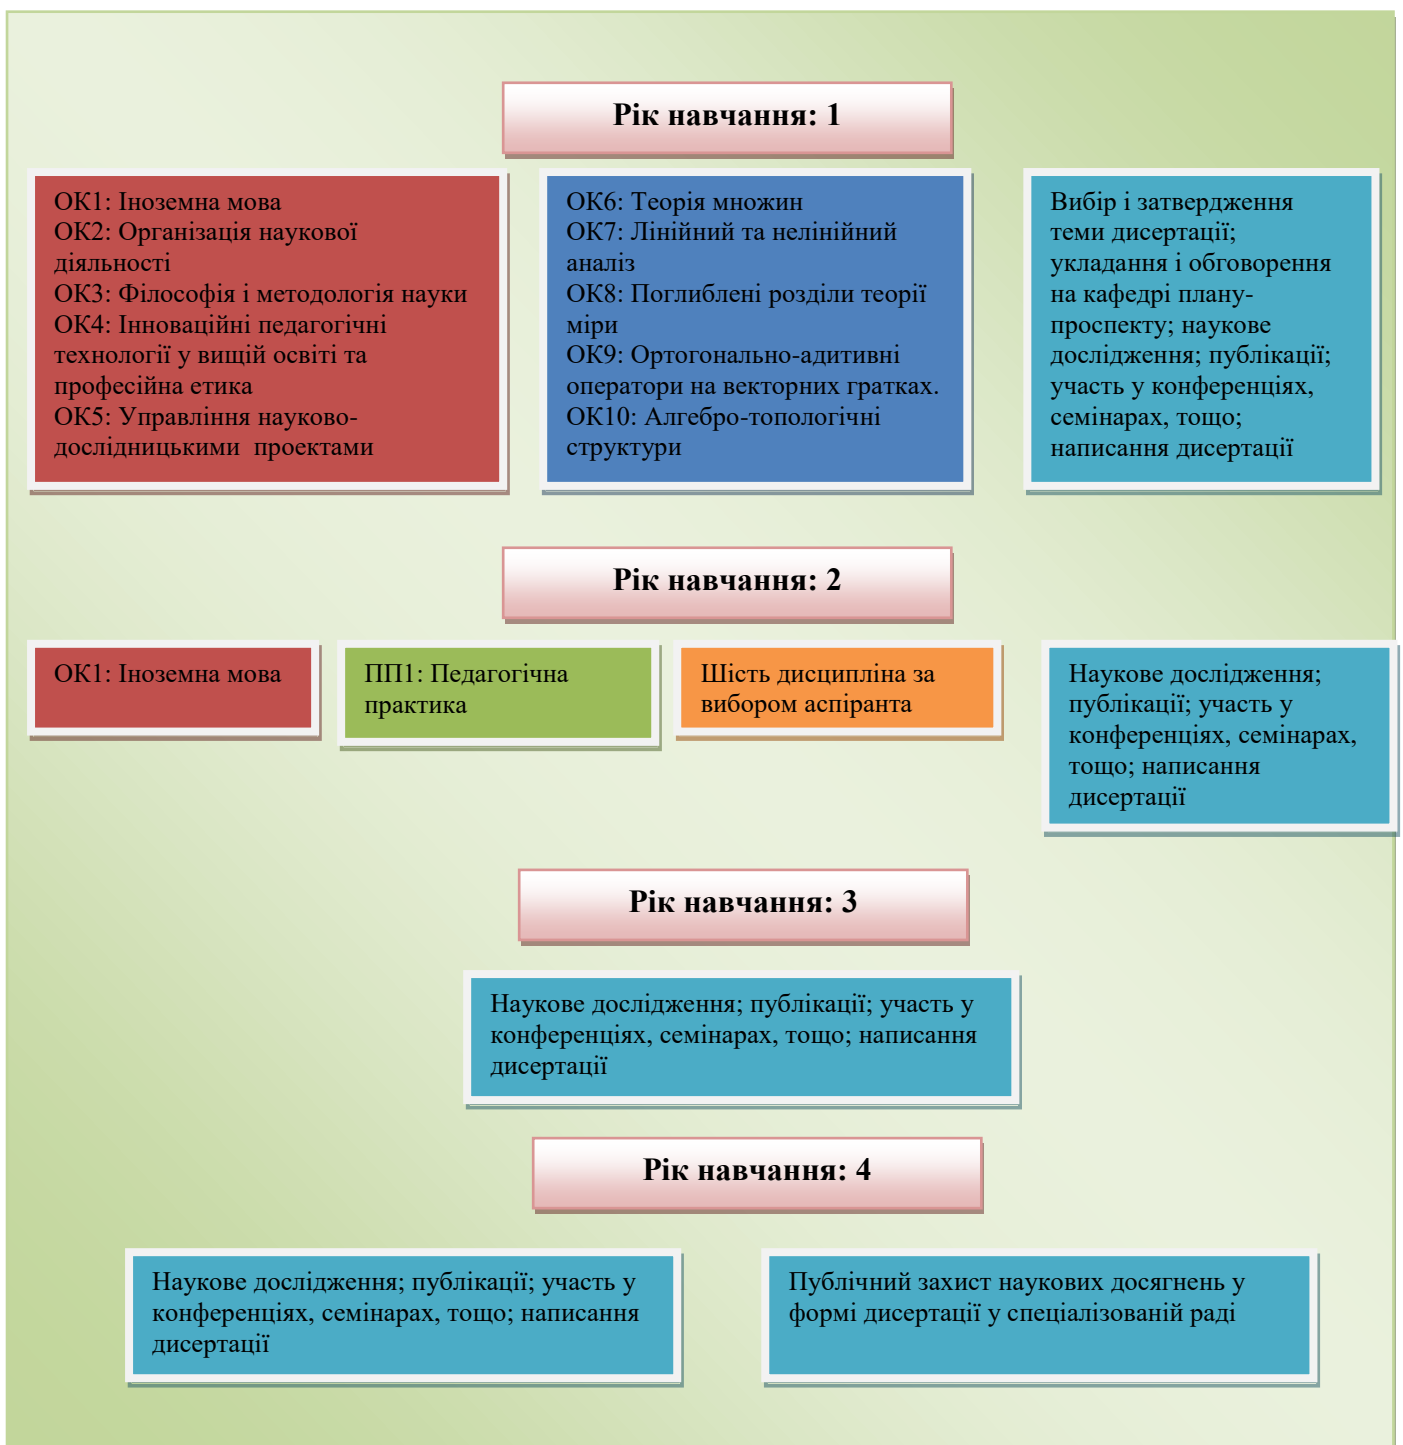 Рік навчання: 1
ОК1: Іноземна мова
ОК2: Організація наукової
діяльності
ОК3: Філософія і методологія науки
ОК4: Інноваційні педагогічні
технології у вищій освіті та
професійна етика
ОК5: Управління науково-
дослідницькими  проектами
ОК6: Теорія множин
ОК7: Лінійний та нелінійний
аналіз
ОК8: Поглиблені розділи теорії
міри
ОК9: Ортогонально-адитивні
оператори на векторних гратках.
ОК10: Алгебро-топологічні
структури
Вибір і затвердження
теми дисертації;
укладання і обговорення
на кафедрі плану-
проспекту; наукове
дослідження; публікації;
участь у конференціях,
семінарах, тощо;
написання дисертації
Рік навчання: 2
ОК1: Іноземна мова
ПП1: Педагогічна
практика
Шість дисципліна за
вибором аспіранта
Наукове дослідження;
публікації; участь у
конференціях, семінарах,
тощо; написання
дисертації
Рік навчання: 3
Наукове дослідження; публікації; участь у
конференціях, семінарах, тощо; написання
дисертації
Рік навчання: 4
Наукове дослідження; публікації; участь у
конференціях, семінарах, тощо; написання
дисертації
Публічний захист наукових досягнень у
формі дисертації у спеціалізованій раді